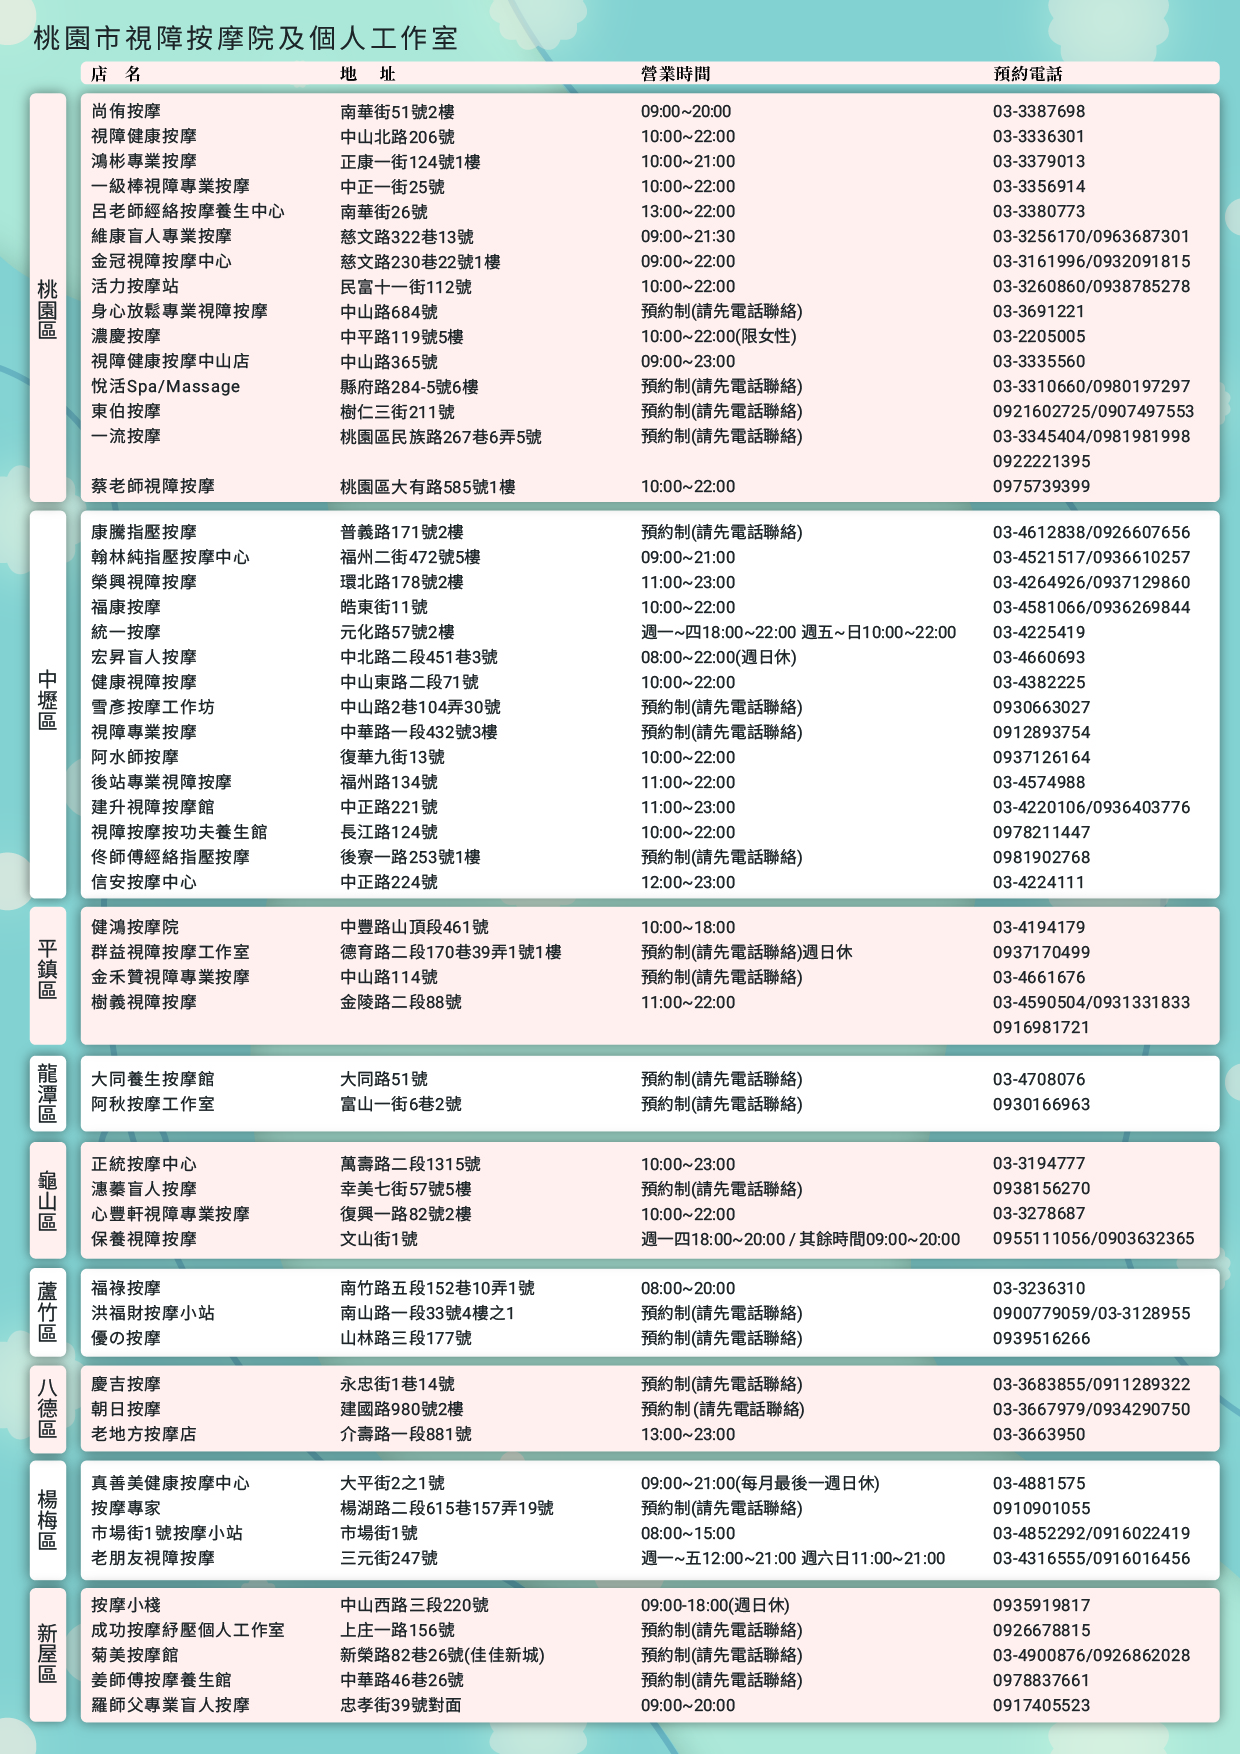 桃園市視障按摩院及個人工作室
店 名 地 址 營業時間 預約電話
桃園區
尚侑按摩 南華街51號2樓 09:00~20:00 03-3387698
視障健康按摩 中山北路206號 10:00~22:00 03-3336301
鴻彬專業按摩 正康一街124號1樓 10:00~21:00 03-3379013
一級棒視障專業按摩 中正一街25號 10:00~22:00 03-3356914
呂老師經絡按摩養生中心 南華街26號 13:00~22:00 03-3380773
維康盲人專業按摩 慈文路322巷13號 09:00~21:30 03-3256170/0963687301
金冠視障按摩中心 慈文路230巷22號1樓 09:00~22:00 03-3161996/0932091815
活力按摩站 民富十一街112號 10:00~22:00 03-3260860/0938785278
身心放鬆專業視障按摩 中山路684號 預約制(請先電話聯絡) 03-3691221
濃慶按摩 中平路119號5樓 10:00~22:00(限女性) 03-2205005
視障健康按摩中山店 中山路365號 09:00~23:00 03-3335560
悅活Spa/Massage 縣府路284-5號6樓 預約制(請先電話聯絡) 03-3310660/0980197297
東伯按摩 樹仁三街211號 預約制(請先電話聯絡) 0921602725/0907497553
一流按摩 桃園區民族路267巷6弄5號 預約制(請先電話聯絡) 03-3345404/0981981998
0922221395
蔡老師視障按摩 桃園區大有路585號1樓 10:00~22:00 0975739399
中壢區
康騰指壓按摩 普義路171號2樓 預約制(請先電話聯絡) 03-4612838/0926607656
翰林純指壓按摩中心 福州二街472號5樓 09:00~21:00 03-4521517/0936610257
榮興視障按摩 環北路178號2樓 11:00~23:00 03-4264926/0937129860
福康按摩 皓東街11號 10:00~22:00 03-4581066/0936269844
統一按摩 元化路57號2樓 週一~四18:00~22:00 週五~日10:00~22:00 03-4225419
宏昇盲人按摩 中北路二段451巷3號 08:00~22:00(週日休) 03-4660693
健康視障按摩 中山東路二段71號 10:00~22:00 03-4382225
雪彥按摩工作坊 中山路2巷104弄30號 預約制(請先電話聯絡) 0930663027
視障專業按摩 中華路一段432號3樓 預約制(請先電話聯絡) 0912893754
阿水師按摩 復華九街13號 10:00~22:00 0937126164
後站專業視障按摩 福州路134號 11:00~22:00 03-4574988
建升視障按摩館 中正路221號 11:00~23:00 03-4220106/0936403776
視障按摩按功夫養生館 長江路124號 10:00~22:00 0978211447
佟師傅經絡指壓按摩 後寮一路253號1樓 預約制(請先電話聯絡) 0981902768
信安按摩中心 中正路224號 12:00~23:00 03-4224111
平鎮區
健鴻按摩院 中豐路山頂段461號 10:00~18:00 03-4194179
群益視障按摩工作室 德育路二段170巷39弄1號1樓 預約制(請先電話聯絡)週日休 0937170499
金禾贊視障專業按摩 中山路114號 預約制(請先電話聯絡) 03-4661676
樹義視障按摩 金陵路二段88號 11:00~22:00 03-4590504/0931331833
0916981721
龍潭區
大同養生按摩館 大同路51號 預約制(請先電話聯絡) 03-4708076
阿秋按摩工作室 富山一街6巷2號 預約制(請先電話聯絡) 0930166963
龜山區
正統按摩中心 萬壽路二段1315號 10:00~23:00 03-3194777
潓蓁盲人按摩 幸美七街57號5樓 預約制(請先電話聯絡) 0938156270
心豐軒視障專業按摩 復興一路82號2樓 10:00~22:00 03-3278687
保養視障按摩 文山街1號 週一四18:00~20:00 / 其餘時間09:00~20:00 0955111056/0903632365
蘆竹區
福祿按摩 南竹路五段152巷10弄1號 08:00~20:00 03-3236310
洪福財按摩小站 南山路一段33號4樓之1 預約制(請先電話聯絡) 0900779059/03-3128955
優の按摩 山林路三段177號 預約制(請先電話聯絡) 0939516266
八德區
慶吉按摩 永忠街1巷14號 預約制(請先電話聯絡) 03-3683855/0911289322
朝日按摩 建國路980號2樓 預約制(請先電話聯絡) 03-3667979/0934290750
老地方按摩店 介壽路一段881號 13:00~23:00 03-3663950
楊梅區
真善美健康按摩中心 大平街2之1號 09:00~21:00(每月最後一週日休) 03-4881575
按摩專家 楊湖路二段615巷157弄19號 預約制(請先電話聯絡) 0910901055
市場街1號按摩小站 市場街1號 08:00~15:00 03-4852292/0916022419
老朋友視障按摩 三元街247號 週一~五12:00~21:00 週六日11:00~21:00 03-4316555/0916016456
新屋區
按摩小棧 中山西路三段220號 09:00-18:00(週日休) 0935919817
成功按摩紓壓個人工作室 上庄一路156號 預約制(請先電話聯絡) 0926678815
菊美按摩館 新榮路82巷26號(佳佳新城) 預約制(請先電話聯絡) 03-4900876/0926862028
姜師傅按摩養生館 中華路46巷26號 預約制(請先電話聯絡) 0978837661
羅師父專業盲人按摩 忠孝街39號對面 09:00~20:00 0917405523